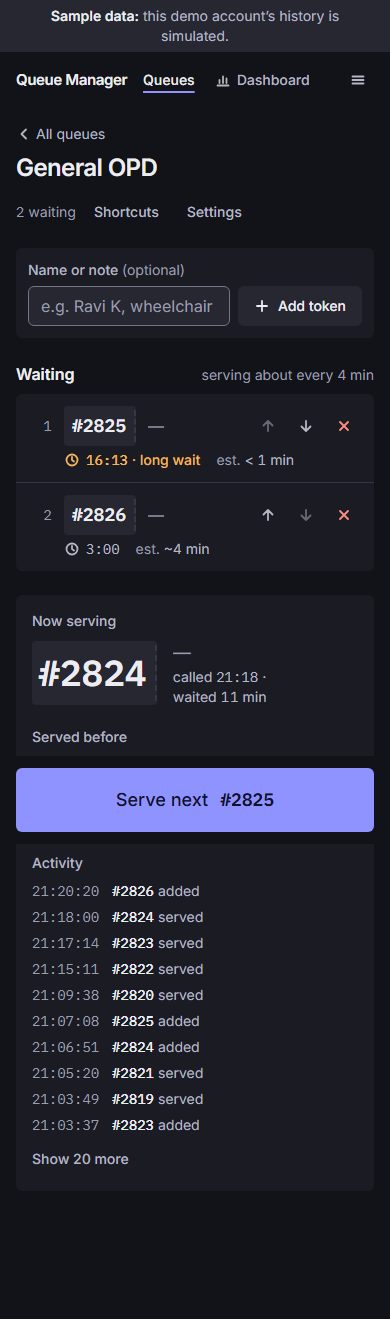 Sample data: this demo account's history is
simulated.
Queue Manager Queues Dashboard
All queues
General OPD
2 waiting Shortcuts Settings
Name or note (optional)
e.g. Ravi K, wheelchair
+ Add token
Waiting serving about every 4 min
1 #2825 —
16:13 · long wait est. < 1 min
2 #2826 —
3:00 est. ~4 min
Now serving
#2824
—
called 21:18 ·
waited 11 min
Served before
Serve next #2825
Activity
21:20:20 #2826 added
21:18:00 #2824 served
21:17:14 #2823 served
21:15:11 #2822 served
21:09:38 #2820 served
21:07:08 #2825 added
21:06:51 #2824 added
21:05:20 #2821 served
21:03:49 #2819 served
21:03:37 #2823 added
Show 20 more